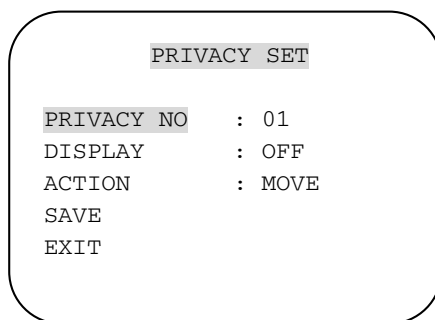 PRIVACY SET
PRIVACY NO : 01
DISPLAY : OFF
ACTION : MOVE
SAVE
EXIT